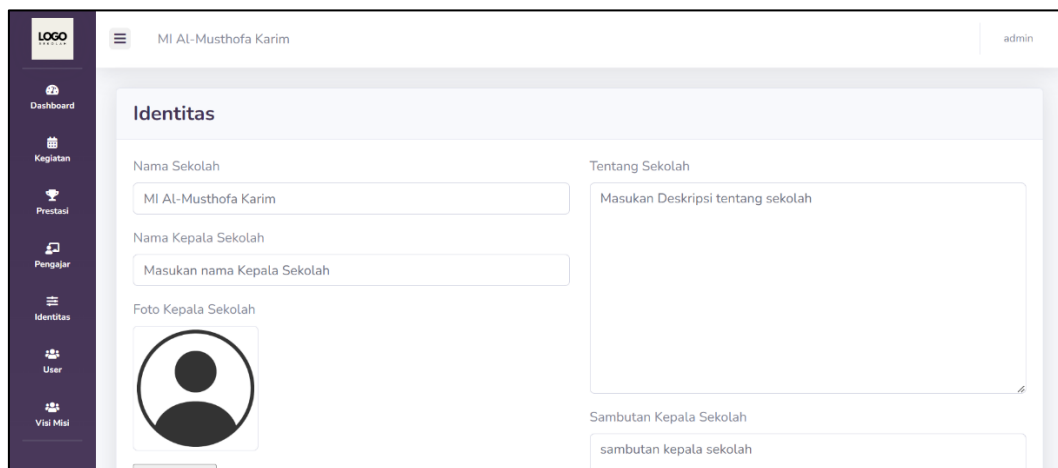 LOGO
SEKOLAH
MI Al-Musthofa Karim
admin
Dashboard
Kegiatan
Prestasi
Pengajar
Identitas
User
Visi Misi
Identitas
Nama Sekolah
MI Al-Musthofa Karim
Nama Kepala Sekolah
Masukan nama Kepala Sekolah
Foto Kepala Sekolah
Tentang Sekolah
Masukan Deskripsi tentang sekolah
Sambutan Kepala Sekolah
sambutan kepala sekolah